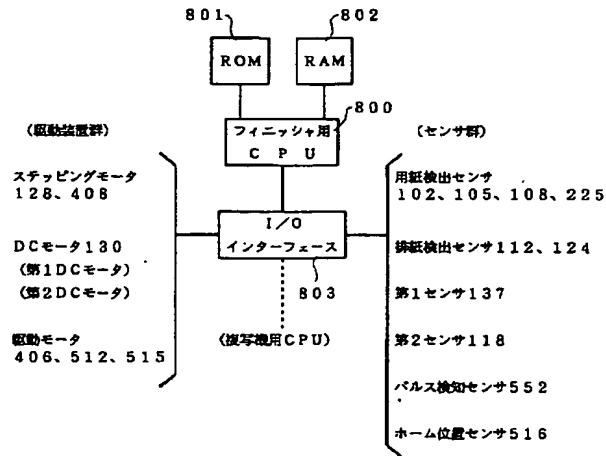 801
802
ROM
RAM
800
フィニッシャ用
CPU
(駆動装置群)
(センサ群)
ステッピングモータ
128、408
DCモータ130
(第1DCモータ)
(第2DCモータ)
駆動モータ
406、512、515
I/O
インターフェース
803
(複写機用CPU)
用紙検出センサ
102、105、108、225
排紙検出センサ112、124
第1センサ137
第2センサ118
パルス検知センサ552
ホーム位置センサ516